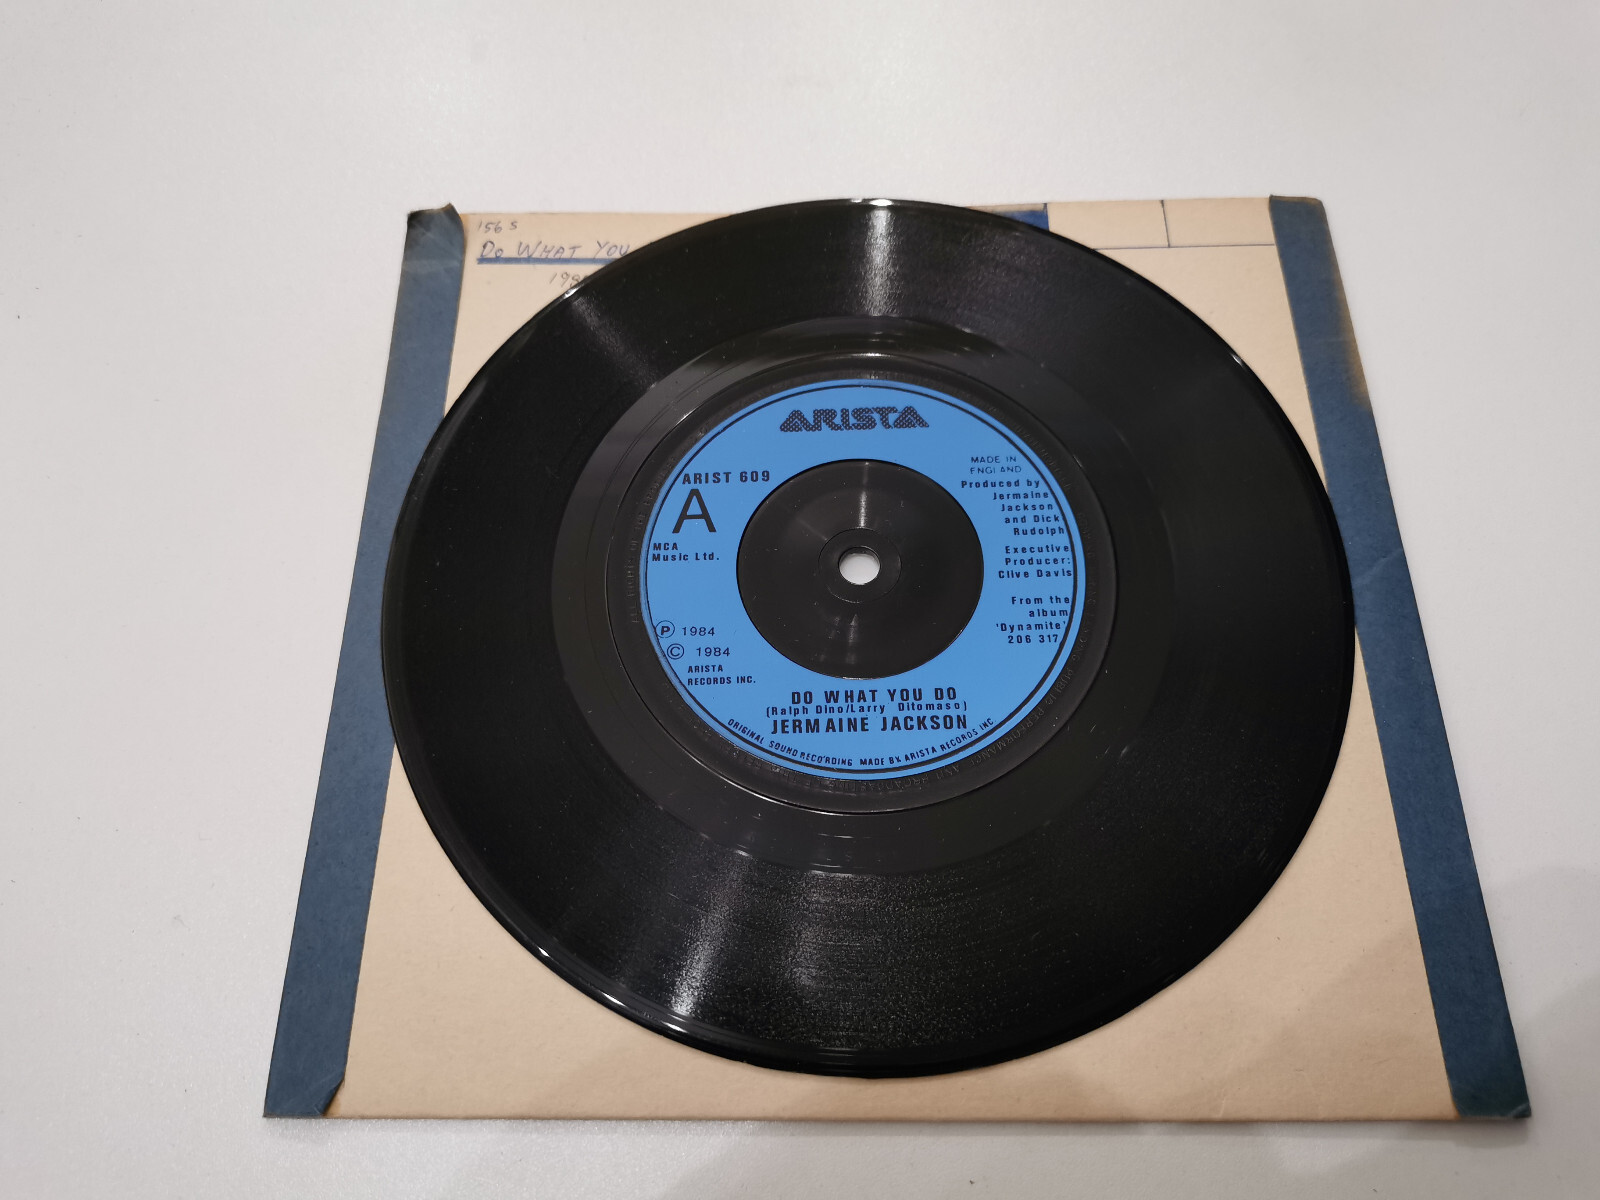 156 S
DO WHAT YOU
ARISTA
ARIST 609
A
MCA
Music Ltd.
MADE IN
ENGLAND
Produced by
Jermaine
Jackson
and Dick
Rudolph
Executive
Producer:
Clive Davis
From the
album
'Dynamite'
206 317
Ⓟ 1984
© 1984
ARISTA
RECORDS INC.
DO WHAT YOU DO
(Ralph Dino/Larry Ditomaso)
JERMAINE JACKSON
ORIGINAL SOUND RECORDING MADE BY ARISTA RECORDS INC